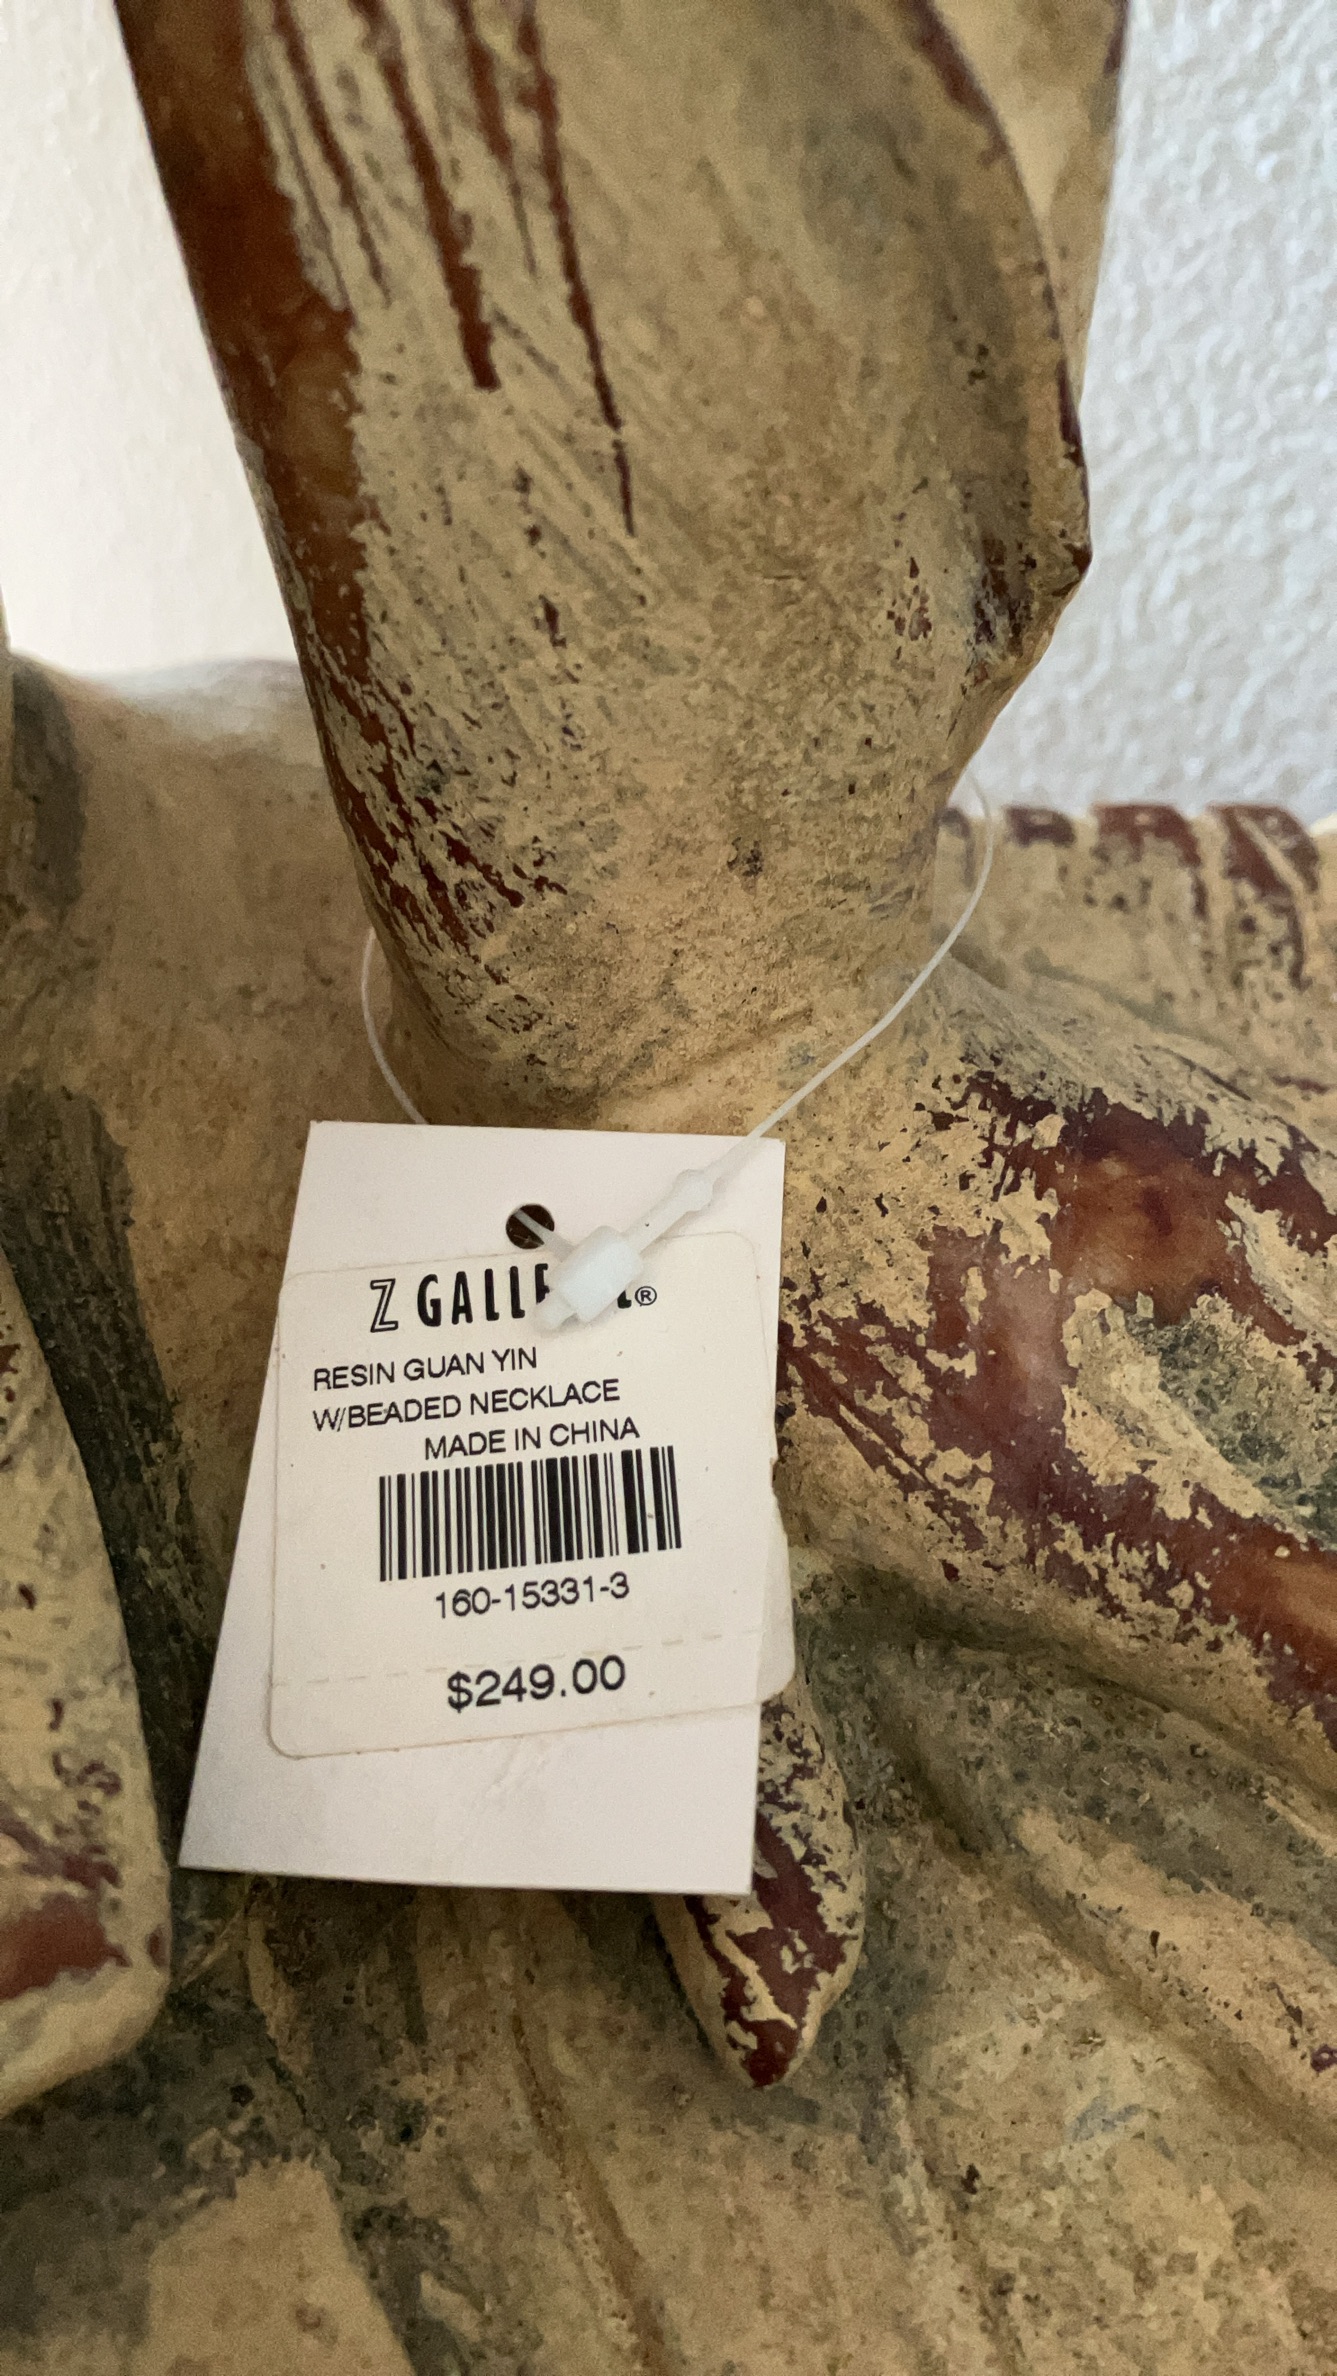 Z GALLE
RESIN GUAN YIN
W/BEADED NECKLACE
MADE IN CHINA
160-15331-3
$249.00